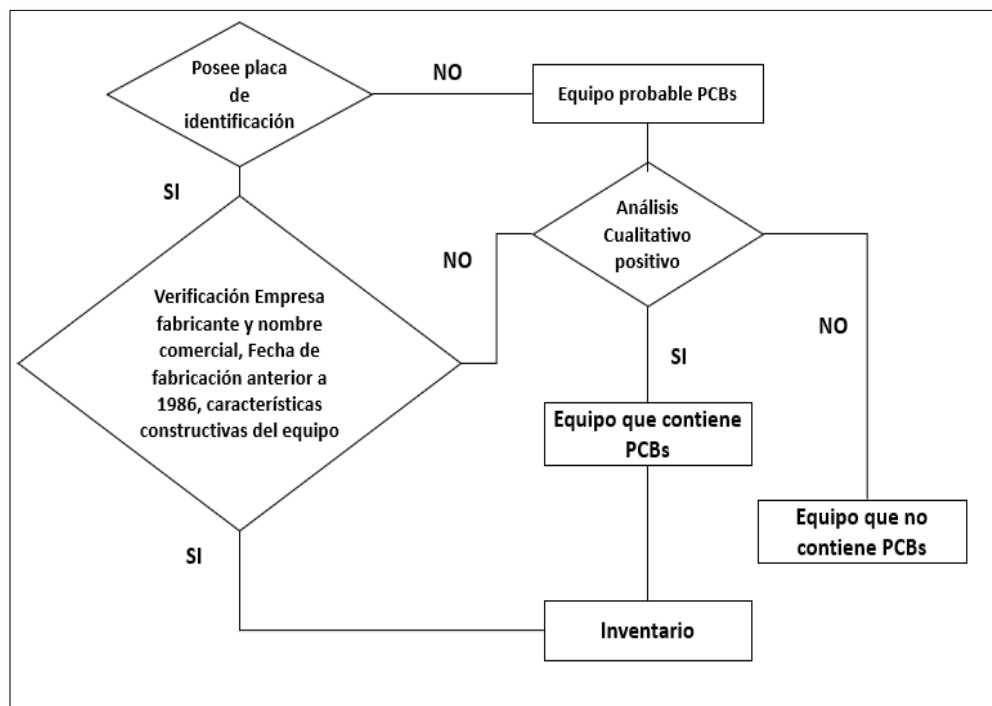 Posee placa
de
identificación
NO
Equipo probable PCBs
SI
Análisis
Cualitativo
positivo
NO
Verificación Empresa
fabricante y nombre
comercial, Fecha de
fabricación anterior a
1986, características
constructivas del equipo
NO
SI
Equipo que contiene
PCBs
Equipo que no
contiene PCBs
SI
Inventario